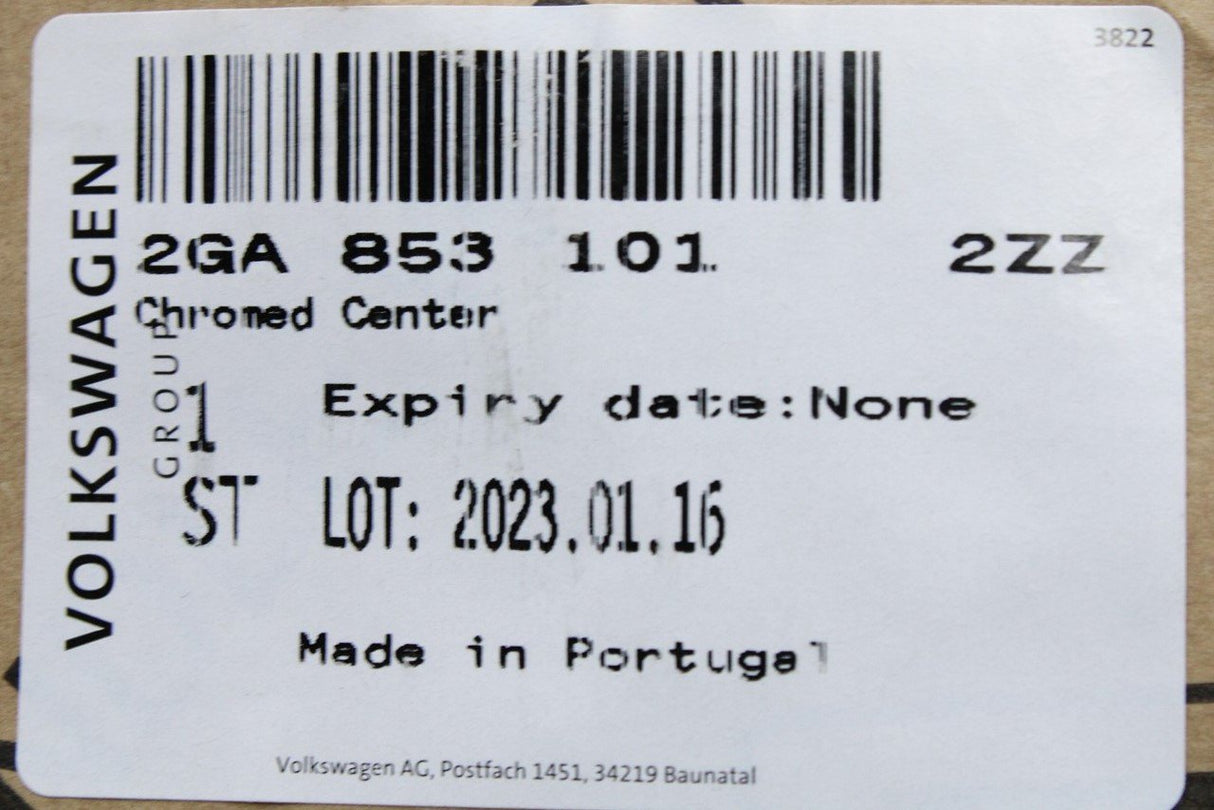 3822
VOLKSWAGEN
GROUP
2GA 853 101. 2ZZ
Chromed Center
1 Expiry date:None
ST LOT: 2023.01.16
Made in Portugal
Volkswagen AG, Postfach 1451, 34219 Baunatal